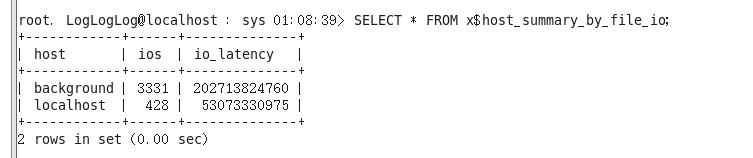 root. LogLogLog@localhost : sys 01:08:39> SELECT * FROM x$host_summary_by_file_io;
+------------+------+--------------+
| host       | ios  | io_latency   |
+------------+------+--------------+
| background | 3331 | 202713824760 |
| localhost  |  428 |  53073330975 |
+------------+------+--------------+
2 rows in set (0.00 sec)